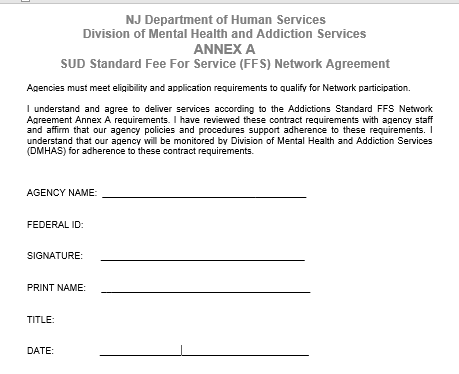 NJ Department of Human Services
Division of Mental Health and Addiction Services
ANNEX A
SUD Standard Fee For Service (FFS) Network Agreement
Agencies must meet eligibility and application requirements to qualify for Network participation.
I understand and agree to deliver services according to the Addictions Standard FFS Network
Agreement Annex A requirements. I have reviewed these contract requirements with agency staff
and affirm that our agency policies and procedures support adherence to these requirements. I
understand that our agency will be monitored by Division of Mental Health and Addiction Services
(DMHAS) for adherence to these contract requirements.
AGENCY NAME:
FEDERAL ID:
SIGNATURE:
PRINT NAME:
TITLE:
DATE: